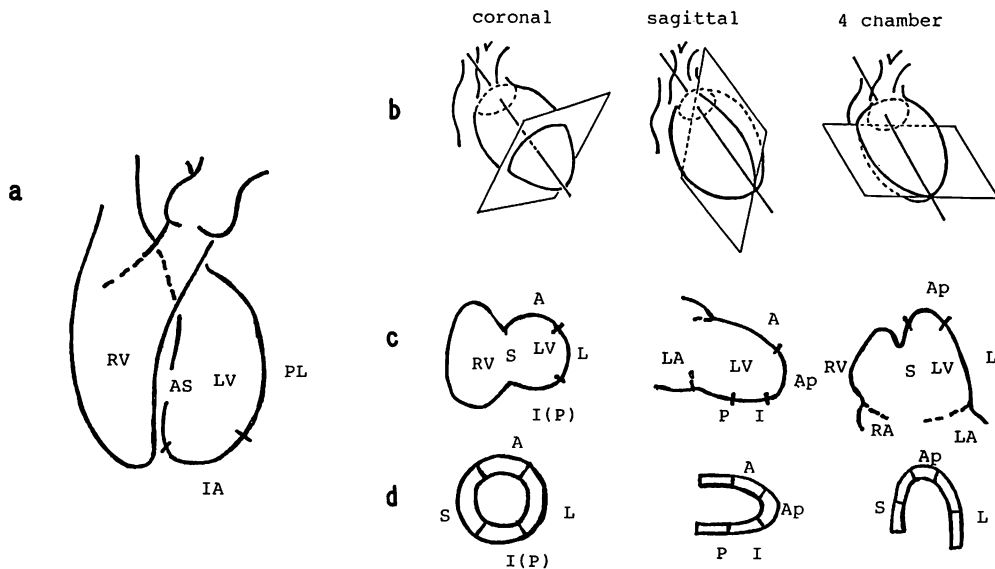 coronal sagittal 4 chamber
b
a
RV AS LV PL
IA
c
A
RV S LV L
I(P)
A
LA LV Ap
P I
Ap
RV S LV L
RA LA
d
A
S L
I(P)
A
Ap
P I
Ap
S L